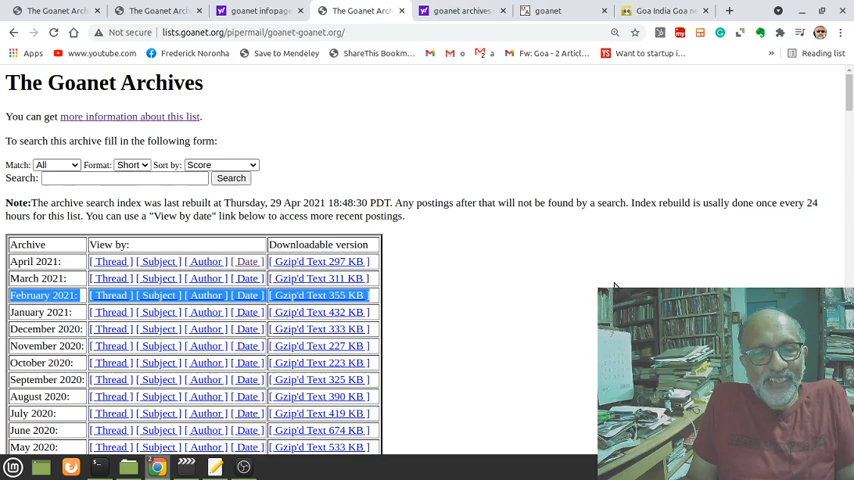 The Goanet Arch
The Goanet Arch
goanet infopage
The Goanet Arch
goanet archives
goanet
Goa India Goa ne
Not secure
lists.goanet.org/pipermail/goanet-goanet.org/
Apps
www.youtube.com
Frederick Noronha
Save to Mendeley
ShareThis Bookm...
M
M o
Fw: Goa - 2 Articl...
Want to startup i...
»
Reading list
The Goanet Archives
You can get more information about this list.
To search this archive fill in the following form:
Match: All Format: Short Sort by: Score
Search: Search
Note:The archive search index was last rebuilt at Thursday, 29 Apr 2021 18:48:30 PDT. Any postings after that will not be found by a search. Index rebuild is usally done once every 24
hours for this list. You can use a "View by date" link below to access more recent postings.
Archive View by: Downloadable version
April 2021: [ Thread ] [ Subject ] [ Author ] [ Date ] [ Gzip'd Text 297 KB ]
March 2021: [ Thread ] [ Subject ] [ Author ] [ Date ] [ Gzip'd Text 311 KB ]
February 2021: [ Thread ] [ Subject ] [ Author ] [ Date ] [ Gzip'd Text 355 KB ]
January 2021: [ Thread ] [ Subject ] [ Author ] [ Date ] [ Gzip'd Text 432 KB ]
December 2020: [ Thread ] [ Subject ] [ Author ] [ Date ] [ Gzip'd Text 333 KB ]
November 2020: [ Thread ] [ Subject ] [ Author ] [ Date ] [ Gzip'd Text 227 KB ]
October 2020: [ Thread ] [ Subject ] [ Author ] [ Date ] [ Gzip'd Text 223 KB ]
September 2020: [ Thread ] [ Subject ] [ Author ] [ Date ] [ Gzip'd Text 325 KB ]
August 2020: [ Thread ] [ Subject ] [ Author ] [ Date ] [ Gzip'd Text 390 KB ]
July 2020: [ Thread ] [ Subject ] [ Author ] [ Date ] [ Gzip'd Text 419 KB ]
June 2020: [ Thread ] [ Subject ] [ Author ] [ Date ] [ Gzip'd Text 674 KB ]
May 2020: [ Thread ] [ Subject ] [ Author ] [ Date ] [ Gzip'd Text 533 KB ]